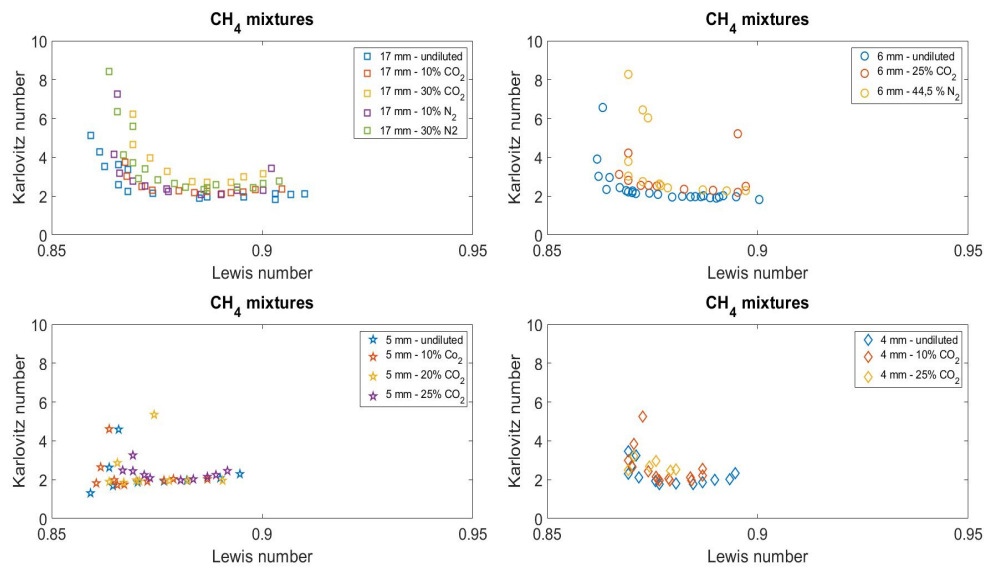 CH4 mixtures
10
8
6
4
2
0
Karlovitz number
17 mm - undiluted
17 mm - 10% CO2
17 mm - 30% CO2
17 mm - 10% N2
17 mm - 30% N2
0.85
0.9
0.95
Lewis number
CH4 mixtures
10
8
6
4
2
0
Karlovitz number
6 mm - undiluted
6 mm - 25% CO2
6 mm - 44,5 % N2
0.85
0.9
0.95
Lewis number
CH4 mixtures
10
8
6
4
2
0
Karlovitz number
5 mm - undiluted
5 mm - 10% Co2
5 mm - 20% CO2
5 mm - 25% CO2
0.85
0.9
0.95
Lewis number
CH4 mixtures
10
8
6
4
2
0
Karlovitz number
4 mm - undiluted
4 mm - 10% CO2
4 mm - 25% CO2
0.85
0.9
0.95
Lewis number